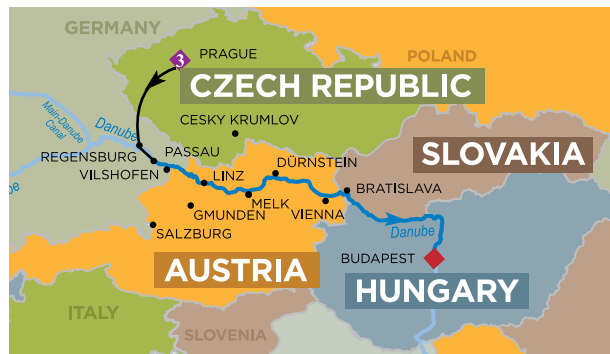 GERMANY
POLAND
PRAGUE
3
CZECH REPUBLIC
Main-Danube
Canal
Danube
CESKY KRUMLOV
REGENSBURG
PASSAU
VILSHOFEN
LINZ
DÜRNSTEIN
SLOVAKIA
BRATISLAVA
MELK
VIENNA
GMUNDEN
SALZBURG
Danube
BUDAPEST
AUSTRIA
HUNGARY
ITALY
SLOVENIA